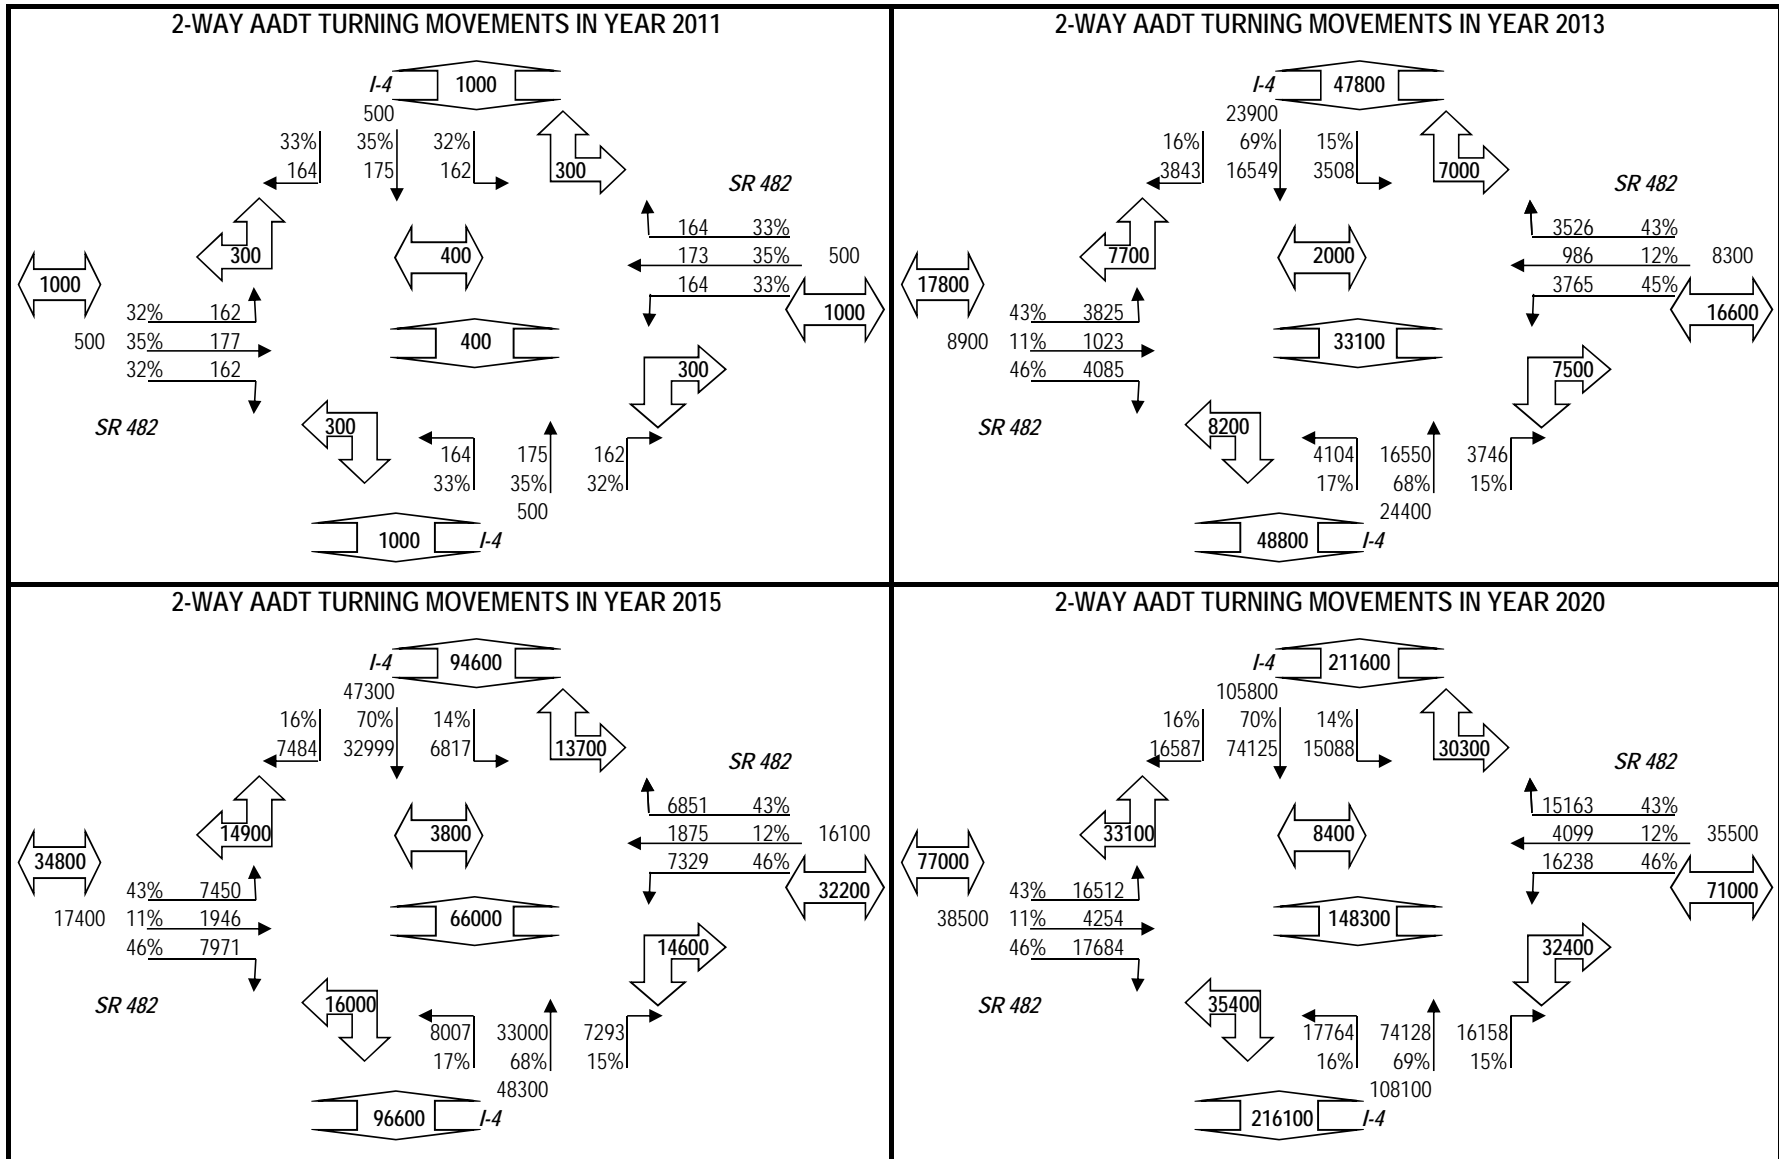 2-WAY AADT TURNING MOVEMENTS IN YEAR 2011
I-4 1000
500
33% 35% 32%
164 175 162 300
SR 482
164 33%
300 400 173 35% 500
1000 164 33%
32% 162 1000
500 35% 177 400
32% 162 300
SR 482 300
164 175 162
33% 35% 32%
500
1000 I-4
2-WAY AADT TURNING MOVEMENTS IN YEAR 2013
I-4 47800
23900
16% 69% 15%
3843 16549 3508 7000
SR 482
3526 43%
7700 2000 986 12% 8300
17800 3765 45%
43% 3825 16600
8900 11% 1023 33100
46% 4085 7500
SR 482 8200
4104 16550 3746
17% 68% 15%
24400
48800 I-4
2-WAY AADT TURNING MOVEMENTS IN YEAR 2015
I-4 94600
47300
16% 70% 14%
7484 32999 6817 13700
SR 482
6851 43%
14900 3800 1875 12% 16100
34800 7329 46%
43% 7450 32200
17400 11% 1946 66000
46% 7971 14600
SR 482 16000
8007 33000 7293
17% 68% 15%
48300
96600 I-4
2-WAY AADT TURNING MOVEMENTS IN YEAR 2020
I-4 211600
105800
16% 70% 14%
16587 74125 15088 30300
SR 482
15163 43%
33100 8400 4099 12% 35500
77000 16238 46%
43% 16512 71000
38500 11% 4254 148300
46% 17684 32400
SR 482 35400
17764 74128 16158
16% 69% 15%
108100
216100 I-4